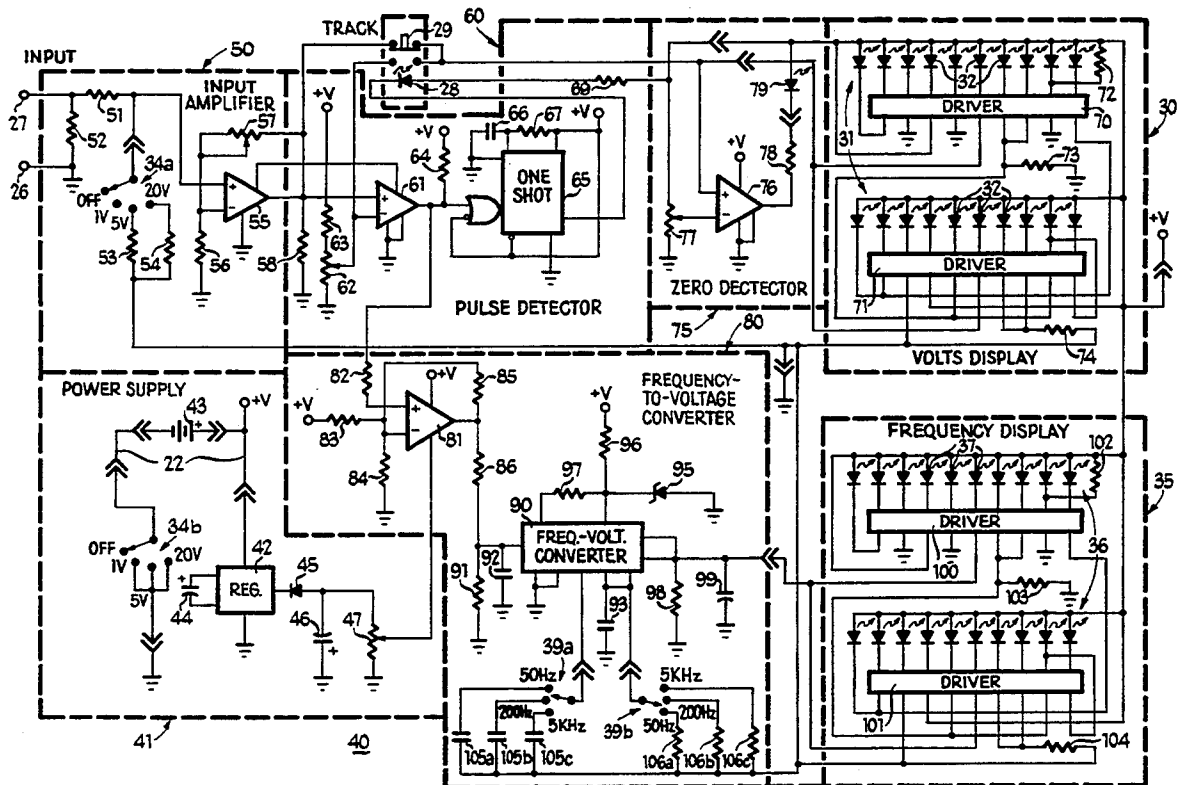 INPUT
50
TRACK
29
60
28
69
INPUT AMPLIFIER
27
51
52
57
26
34a
OFF
1V
5V
20V
53
54
55
56
58
+V
63
62
61
+V
64
66
67
+V
ONE SHOT
65
PULSE DETECTOR
79
78
+V
76
77
ZERO DECTECTOR
75
31
32
72
DRIVER
70
30
73
32
+V
DRIVER
71
74
VOLTS DISPLAY
80
POWER SUPPLY
+V
43
22
34b
OFF
1V
5V
20V
42
REG.
44
45
46
47
41
40
82
85
+V
+V
83
81
84
86
FREQUENCY-TO-VOLTAGE CONVERTER
+V
96
97
95
90
FREQ.-VOLT. CONVERTER
91
92
93
98
99
39a
50Hz
200Hz
5KHz
39b
5KHz
200Hz
50Hz
105a
105b
105c
106a
106b
106c
FREQUENCY DISPLAY
37
102
35
DRIVER
100
36
103
DRIVER
101
104